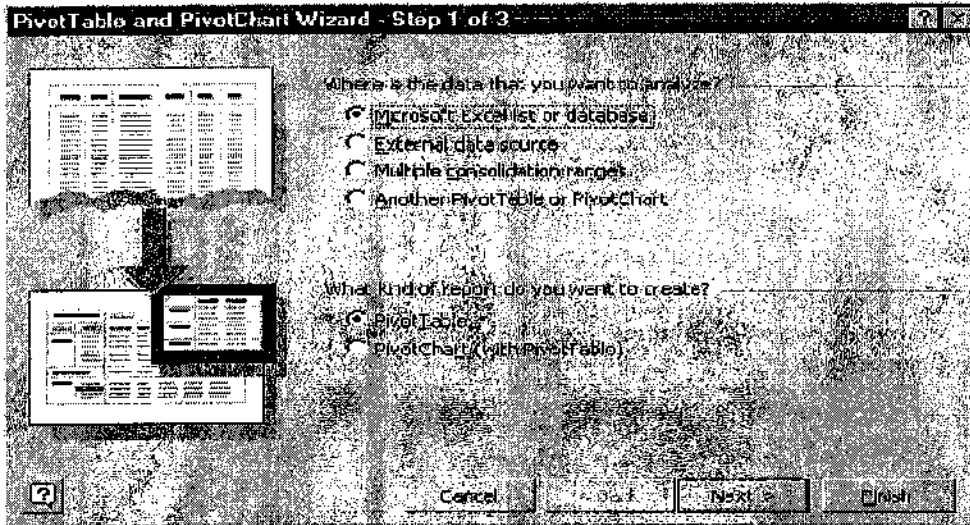 PivotTable and PivotChart Wizard - Step 1 of 3
Where is the data that you want to analyze?
Microsoft Excel list or database
External data source
Multiple consolidation ranges
Another PivotTable or PivotChart
What kind of report do you want to create?
PivotTable
PivotChart (with PivotTable)
Cancel
Next >
Finish